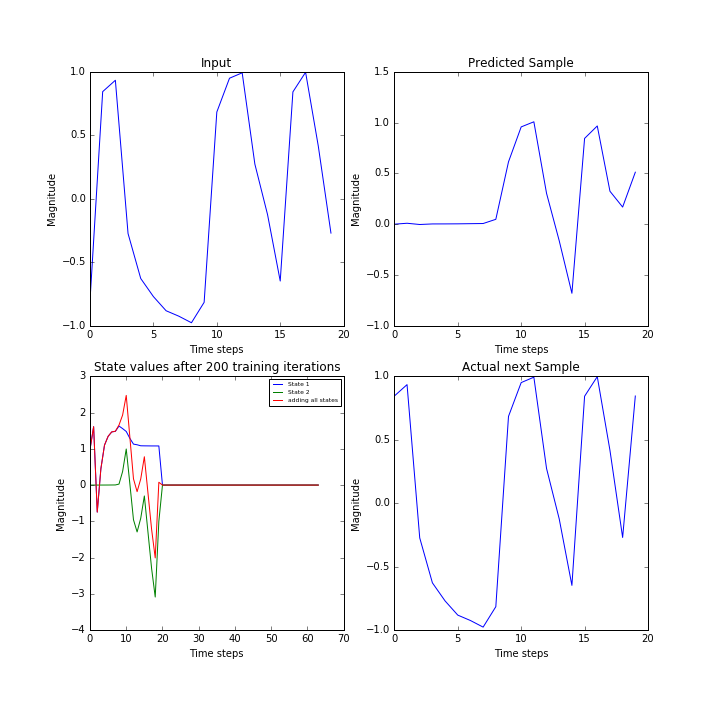 Input
1.0
0.5
0.0
−0.5
−1.0
Magnitude
0 5 10 15 20
Time steps
Predicted Sample
1.5
1.0
0.5
0.0
−0.5
−1.0
Magnitude
0 5 10 15 20
Time steps
State values after 200 training iterations
3
2
1
0
−1
−2
−3
−4
Magnitude
State 1
State 2
adding all states
0 10 20 30 40 50 60 70
Time steps
Actual next Sample
1.0
0.5
0.0
−0.5
−1.0
Magnitude
0 5 10 15 20
Time steps